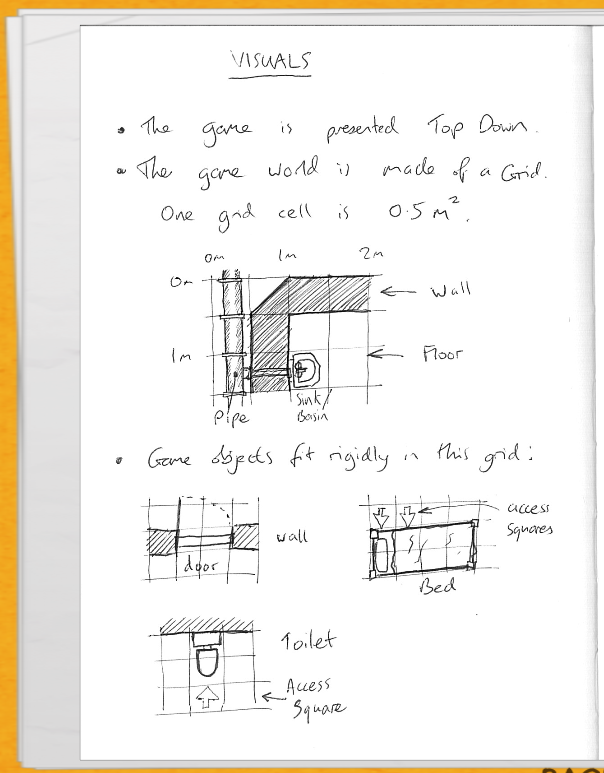 VISUALS
• The game is presented Top Down.
• The game world is made of a Grid.
One grid cell is 0.5 m².
0m 1m 2m
0m
Wall
1m
Floor
Pipe
Sink/
Basin
• Game objects fit rigidly in this grid:
wall
door
access
squares
Bed
Toilet
Access
Square